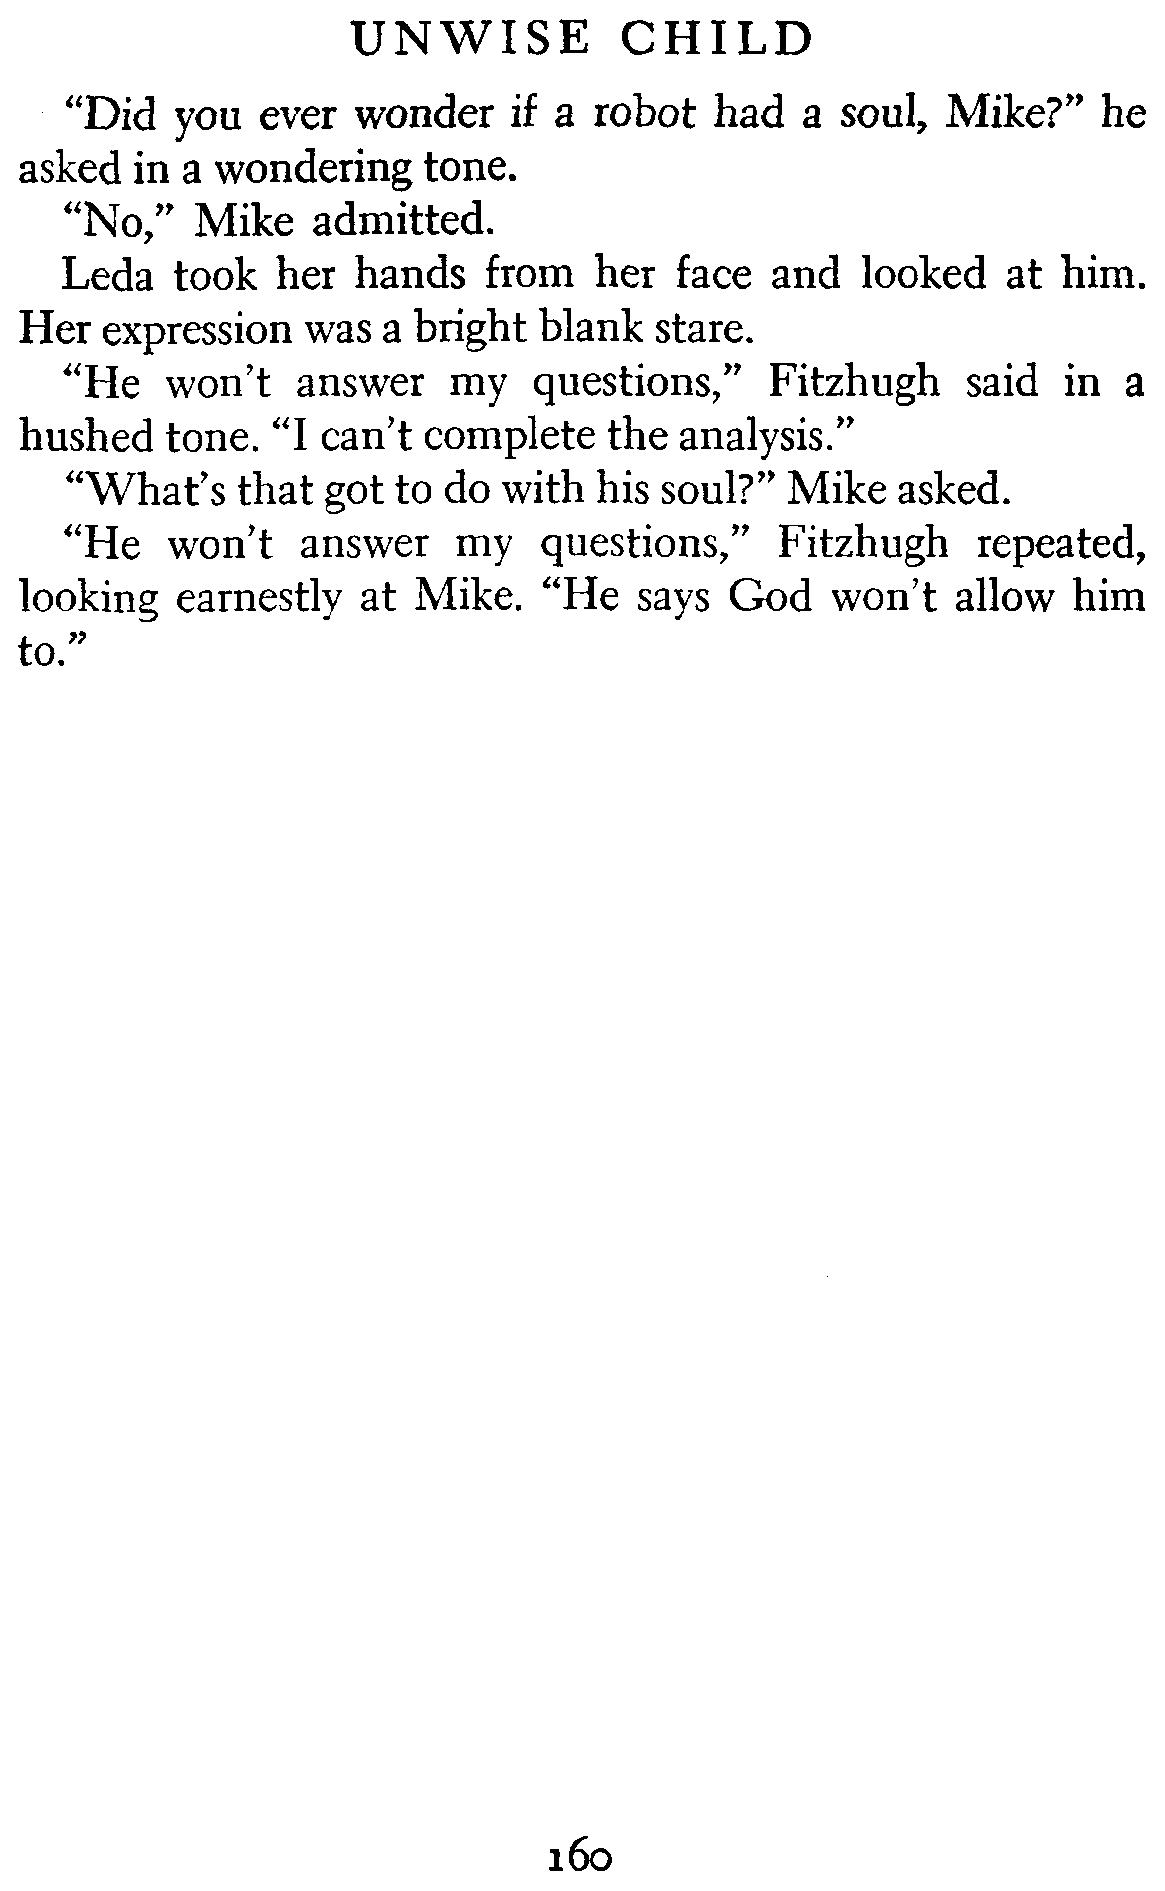 UNWISE CHILD
“Did you ever wonder if a robot had a soul, Mike?” he
asked in a wondering tone.
“No,” Mike admitted.
Leda took her hands from her face and looked at him.
Her expression was a bright blank stare.
“He won't answer my questions,” Fitzhugh said in a
hushed tone. “I can't complete the analysis.”
“What's that got to do with his soul?” Mike asked.
“He won't answer my questions,” Fitzhugh repeated,
looking earnestly at Mike. “He says God won't allow him
to.”
160